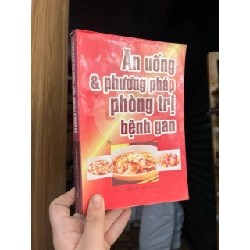 Ăn uống
& phương pháp
phòng trị
bệnh gan